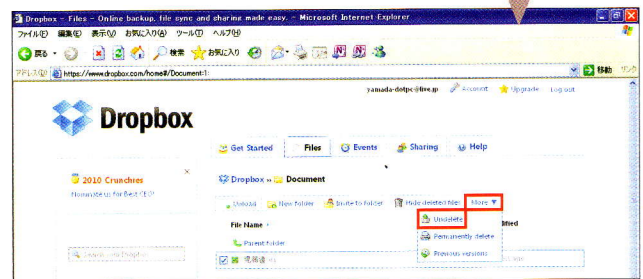 Dropbox - Files - Online backup, file sync and sharing made easy. - Microsoft Internet Explorer
ファイル(F) 編集(E) 表示(V) お気に入り(A) ツール(T) ヘルプ(H)
戻る 検索 お気に入り
アドレス(D) https://www.dropbox.com/home#/Document:1: 移動 リンク
yamada-dotpc@live.jp Account Upgrade Log out
Dropbox
Get Started Files Events Sharing Help
2010 Crunchies ×
Nominate us for Best CEO!
Dropbox » Document
Upload New folder Invite to folder Hide deleted files More ▼
File Name
Undelete
Parent folder
Permanently delete
Previous versions
Search your Dropbox